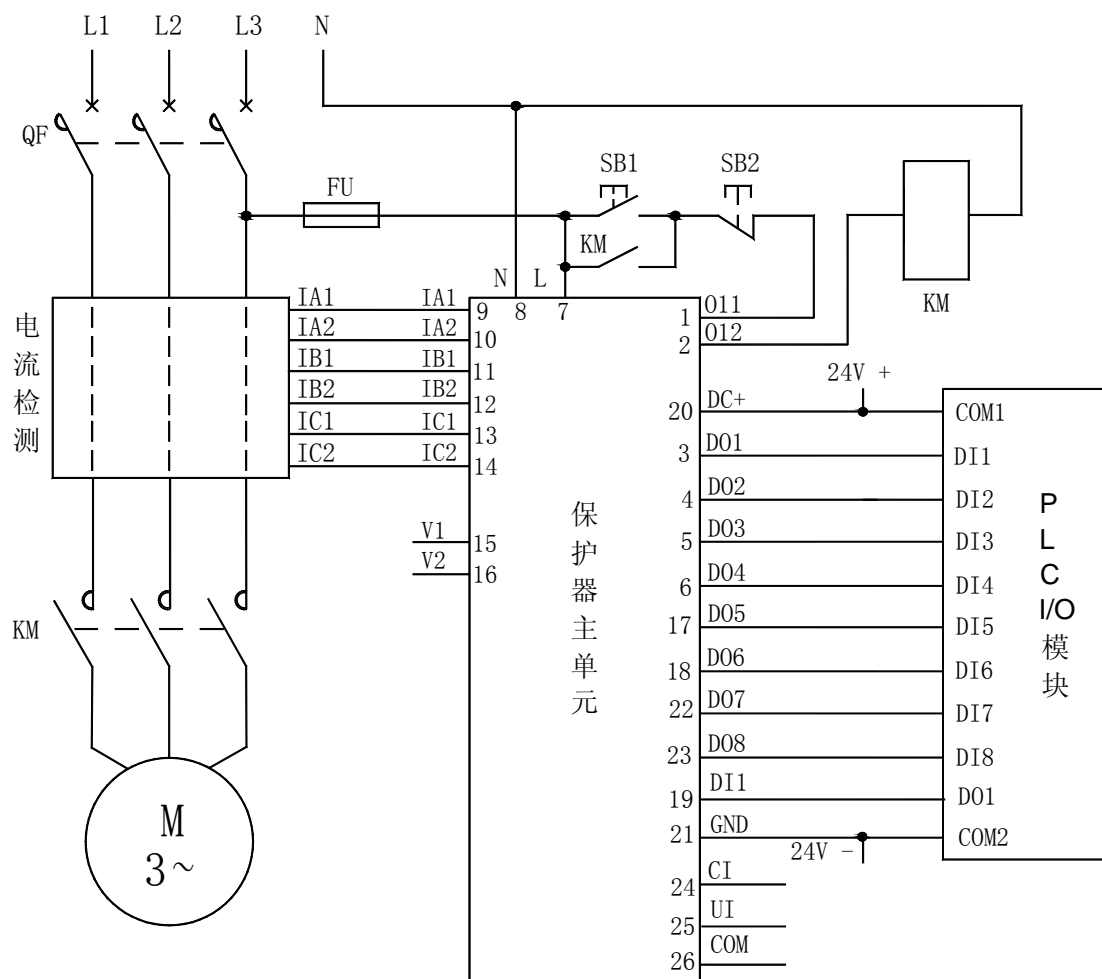 L1 L2 L3 N
QF
FU
SB1 SB2
KM
KM
N L
电流检测
IA1 IA1 9
IA2 IA2 10
IB1 IB1 11
IB2 IB2 12
IC1 IC1 13
IC2 IC2 14
V1 15
V2 16
8 7
保护器主单元
1 O11
2 O12
24V +
20 DC+ COM1
3 DO1 DI1
4 DO2 DI2
5 DO3 DI3
6 DO4 DI4
17 DO5 DI5
18 DO6 DI6
22 DO7 DI7
23 DO8 DI8
19 DI1 DO1
21 GND COM2
24V -
24 CI
25 UI
26 COM
PLC I/O 模块
KM
M
3~